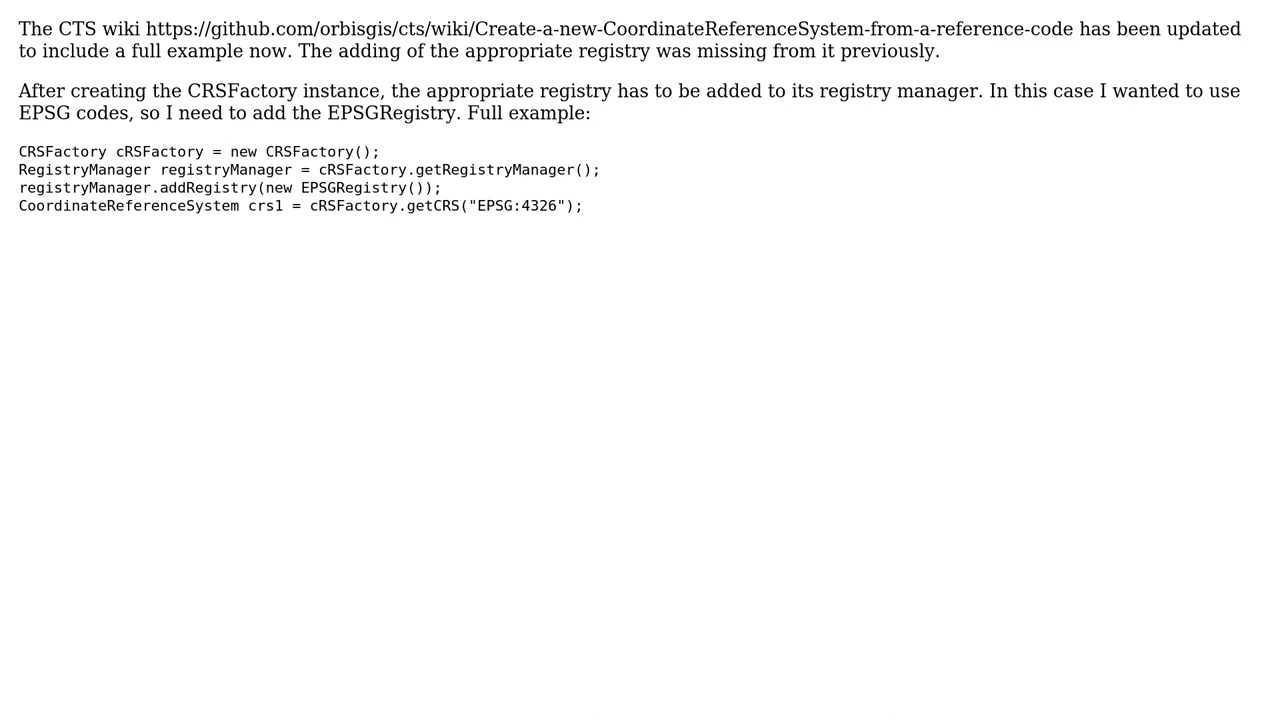 The CTS wiki https://github.com/orbisgis/cts/wiki/Create-a-new-CoordinateReferenceSystem-from-a-reference-code has been updated
to include a full example now. The adding of the appropriate registry was missing from it previously.
After creating the CRSFactory instance, the appropriate registry has to be added to its registry manager. In this case I wanted to use
EPSG codes, so I need to add the EPSGRegistry. Full example:
CRSFactory cRSFactory = new CRSFactory();
RegistryManager registryManager = cRSFactory.getRegistryManager();
registryManager.addRegistry(new EPSGRegistry());
CoordinateReferenceSystem crs1 = cRSFactory.getCRS("EPSG:4326");